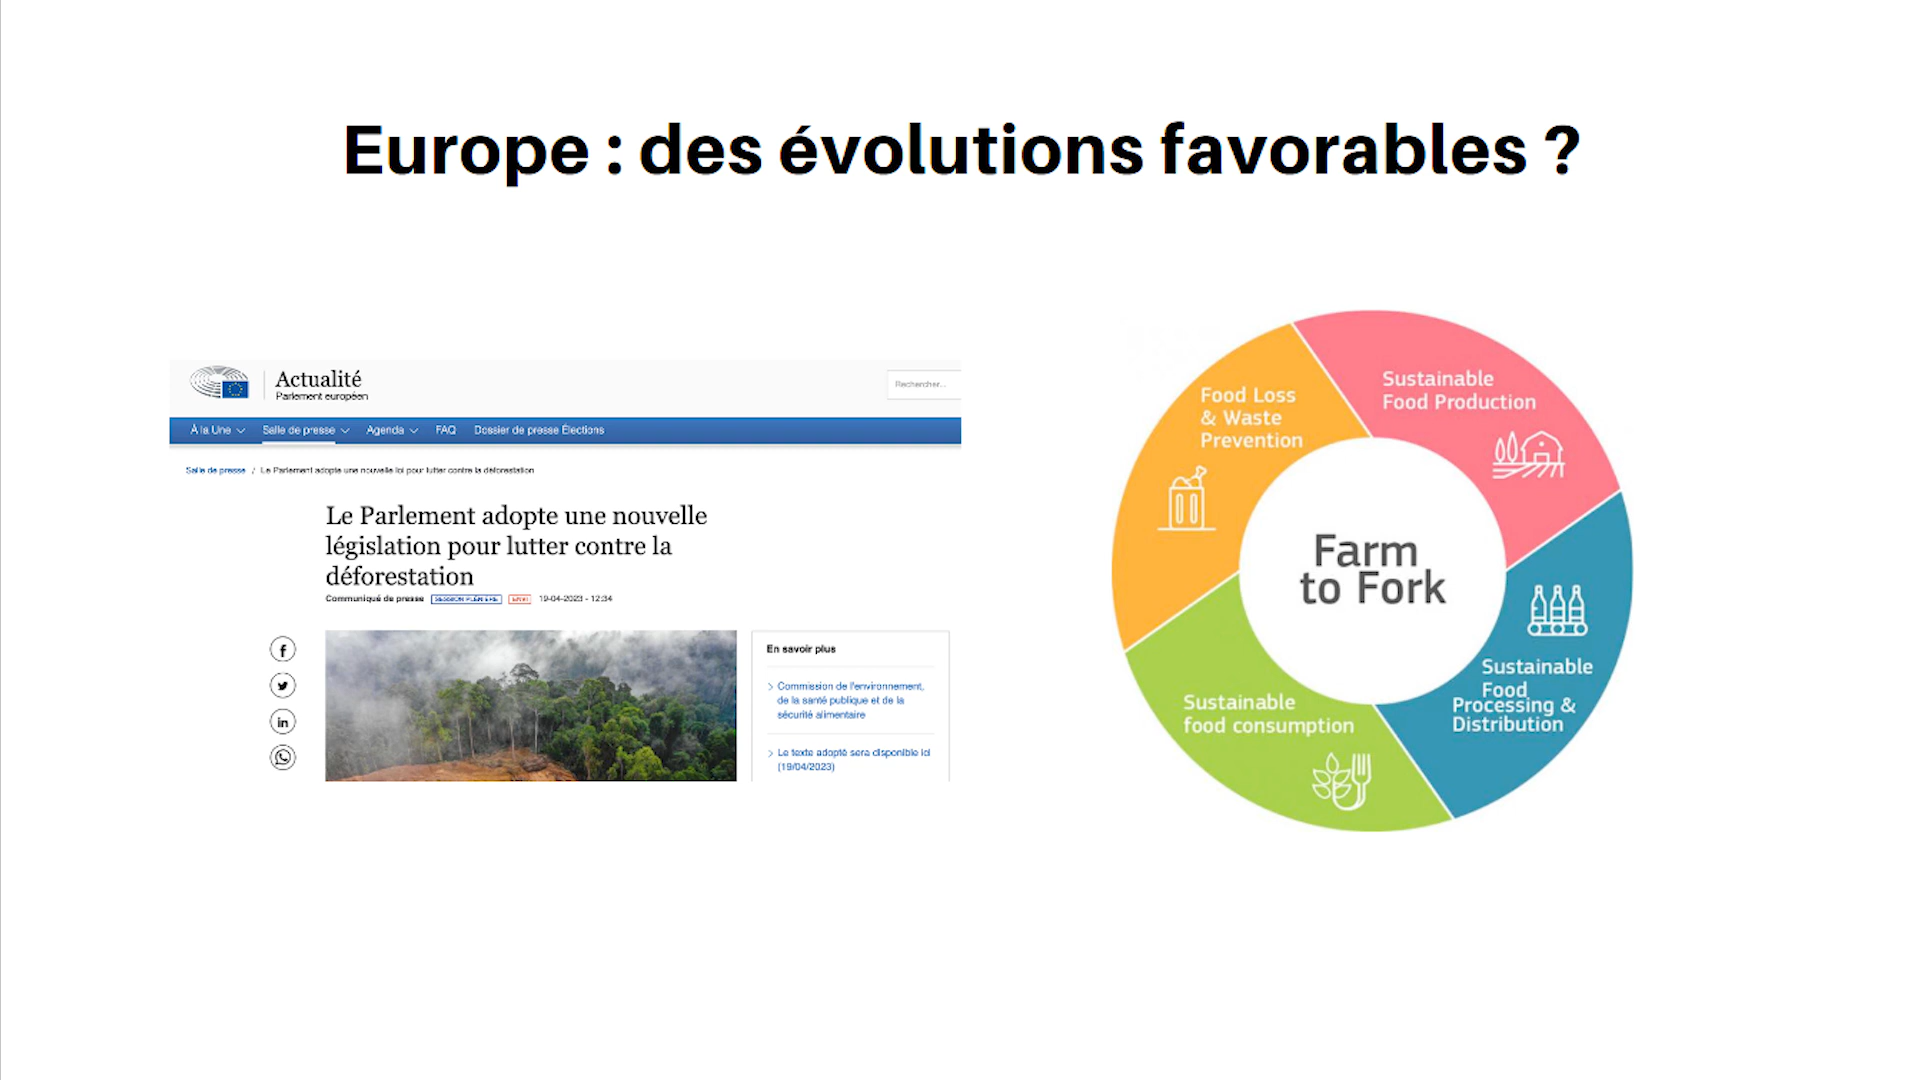 Europe : des évolutions favorables ?
Actualité
Parlement européen
Rechercher...
À la Une
Salle de presse
Agenda
FAQ
Dossier de presse Élections
Salle de presse / Le Parlement adopte une nouvelle loi pour lutter contre la déforestation
Le Parlement adopte une nouvelle
législation pour lutter contre la
déforestation
Communiqué de presse SESSION PLÉNIÈRE ENVI 19-04-2023 - 12:34
En savoir plus
Commission de l'environnement,
de la santé publique et de la
sécurité alimentaire
Le texte adopté sera disponible ici
(19/04/2023)
Food Loss
& Waste
Prevention
Sustainable
Food Production
Farm
to Fork
Sustainable
Food
Processing &
Distribution
Sustainable
food consumption